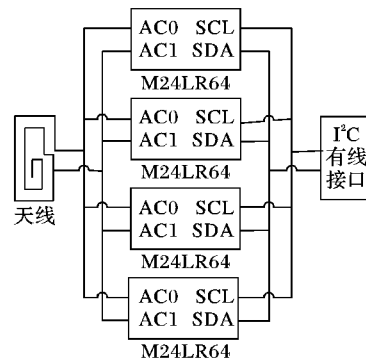 AC0 SCL
AC1 SDA
M24LR64
AC0 SCL
AC1 SDA
M24LR64
天线
I²C
有线
接口
AC0 SCL
AC1 SDA
M24LR64
AC0 SCL
AC1 SDA
M24LR64